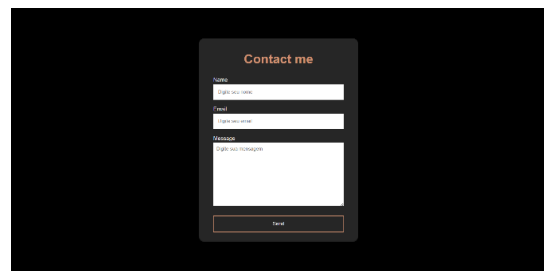 Contact me
Name
Digite seu nome
Email
Digite seu email
Message
Digite sua mensagem
Send